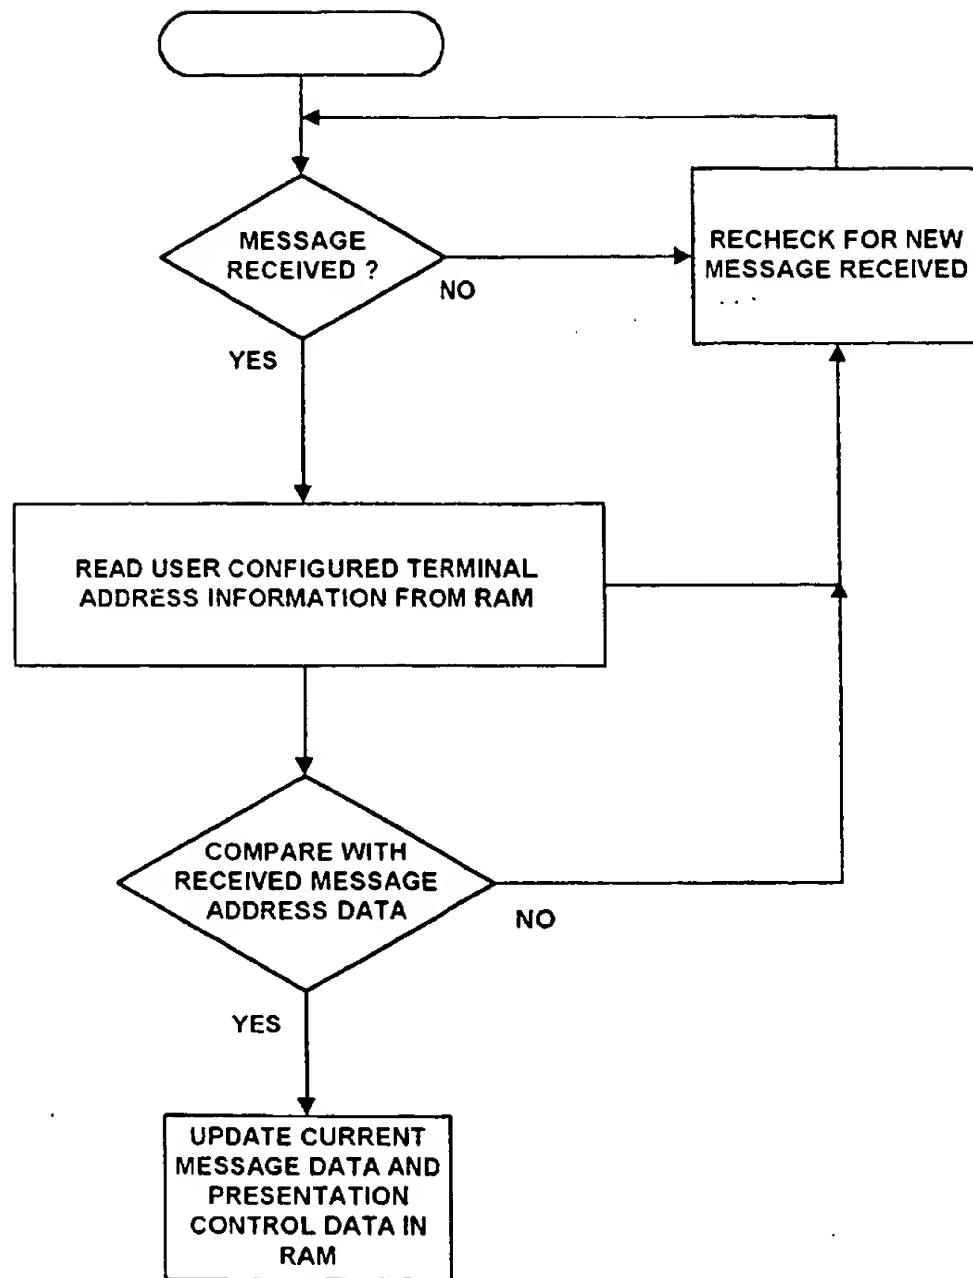 MESSAGE
RECEIVED ?
NO
YES
RECHECK FOR NEW
MESSAGE RECEIVED
READ USER CONFIGURED TERMINAL
ADDRESS INFORMATION FROM RAM
COMPARE WITH
RECEIVED MESSAGE
ADDRESS DATA
NO
YES
UPDATE CURRENT
MESSAGE DATA AND
PRESENTATION
CONTROL DATA IN
RAM